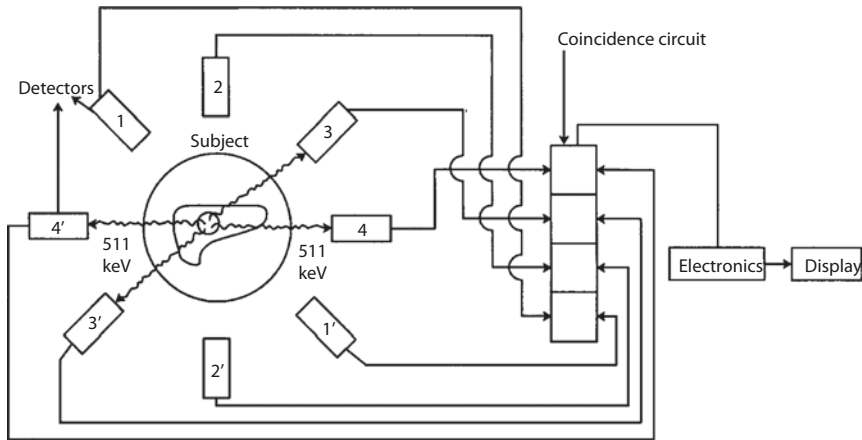 Coincidence circuit
2
Detectors
1
3
Subject
4'
511
keV
511
keV
4
Electronics
Display
3'
1'
2'